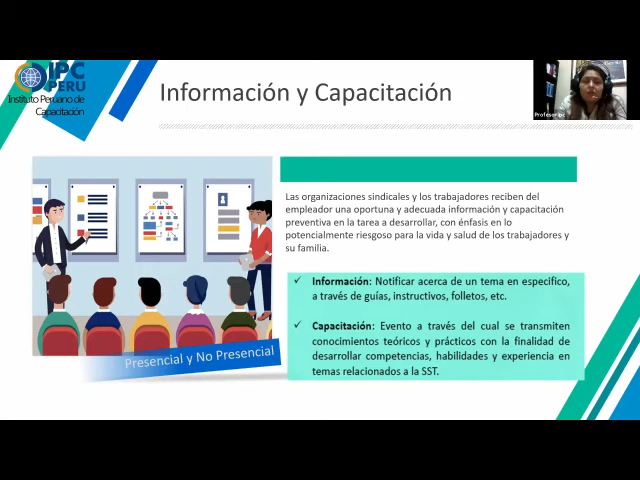 IPC
PERU
Instituto Peruano de
Capacitación
Información y Capacitación
Las organizaciones sindicales y los trabajadores reciben del
empleador una oportuna y adecuada información y capacitación
preventiva en la tarea a desarrollar, con énfasis en lo
potencialmente riesgoso para la vida y salud de los trabajadores y
su familia.
✓ Información: Notificar acerca de un tema en especifico,
a través de guías, instructivos, folletos, etc.
✓ Capacitación: Evento a través del cual se transmiten
conocimientos teóricos y prácticos con la finalidad de
desarrollar competencias, habilidades y experiencia en
temas relacionados a la SST.
Presencial y No Presencial